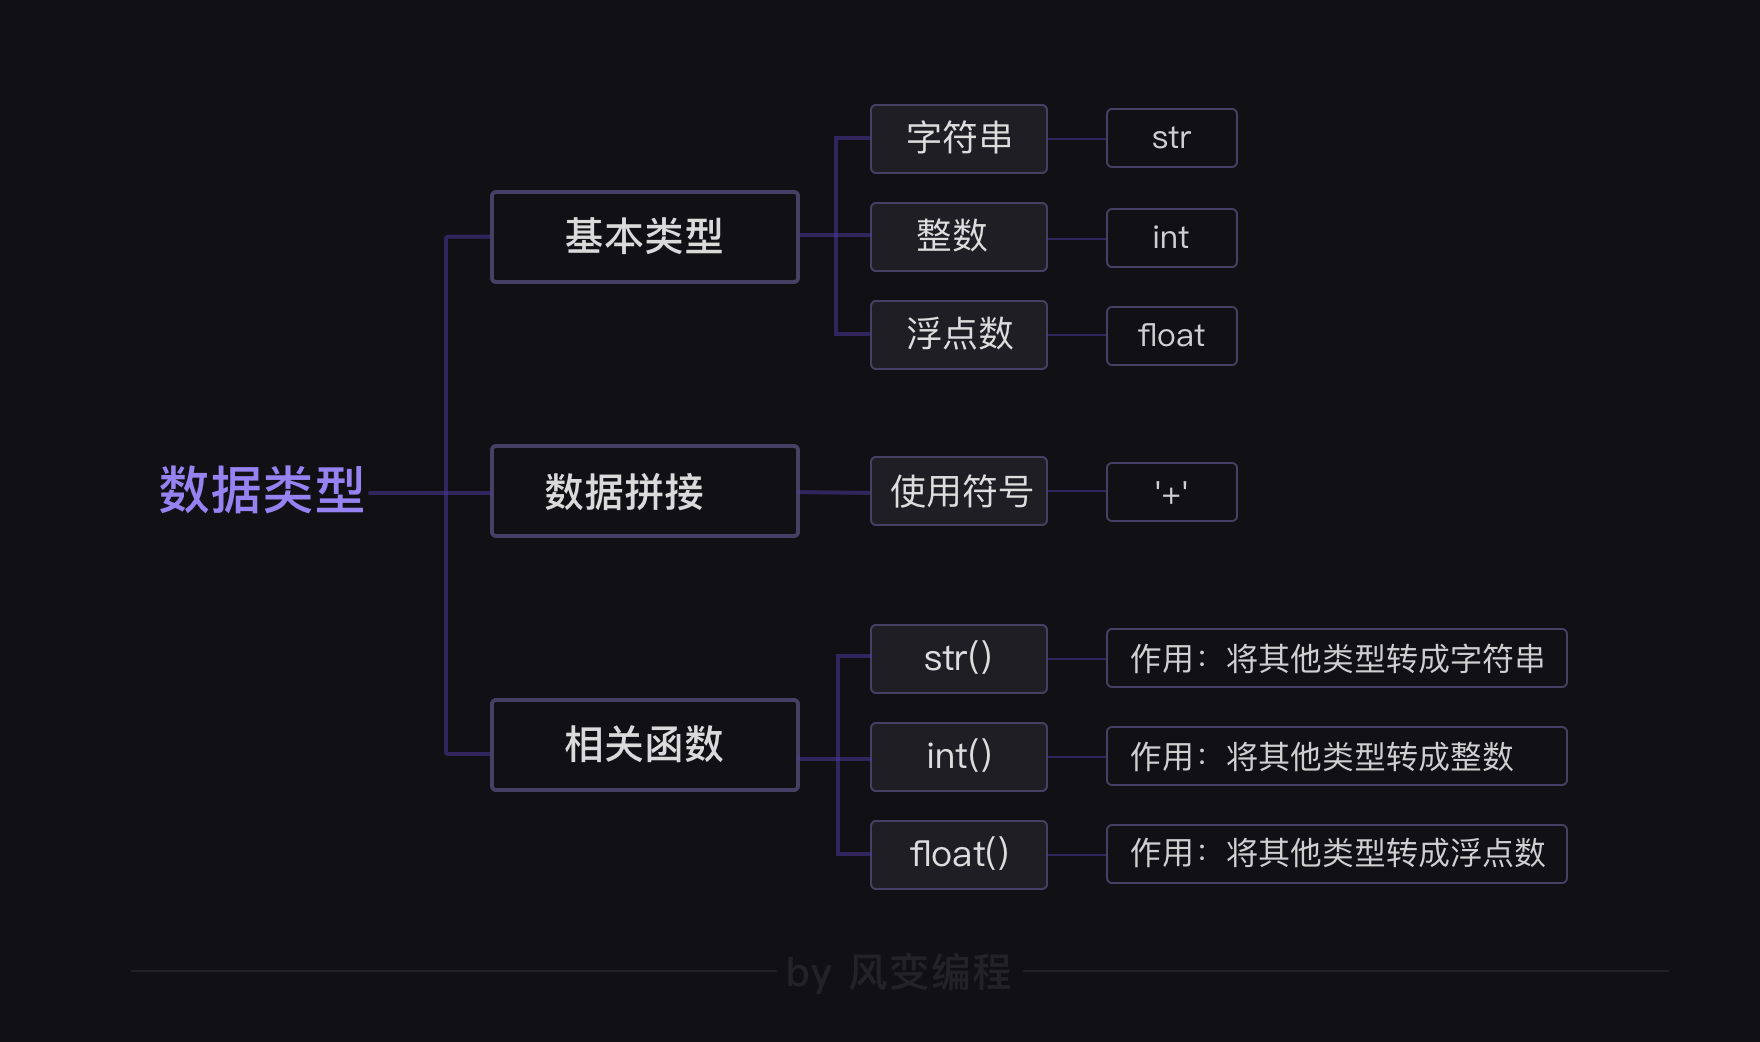 数据类型
基本类型
字符串
str
整数
int
浮点数
float
数据拼接
使用符号
'+'
相关函数
str()
作用：将其他类型转成字符串
int()
作用：将其他类型转成整数
float()
作用：将其他类型转成浮点数
by 风变编程